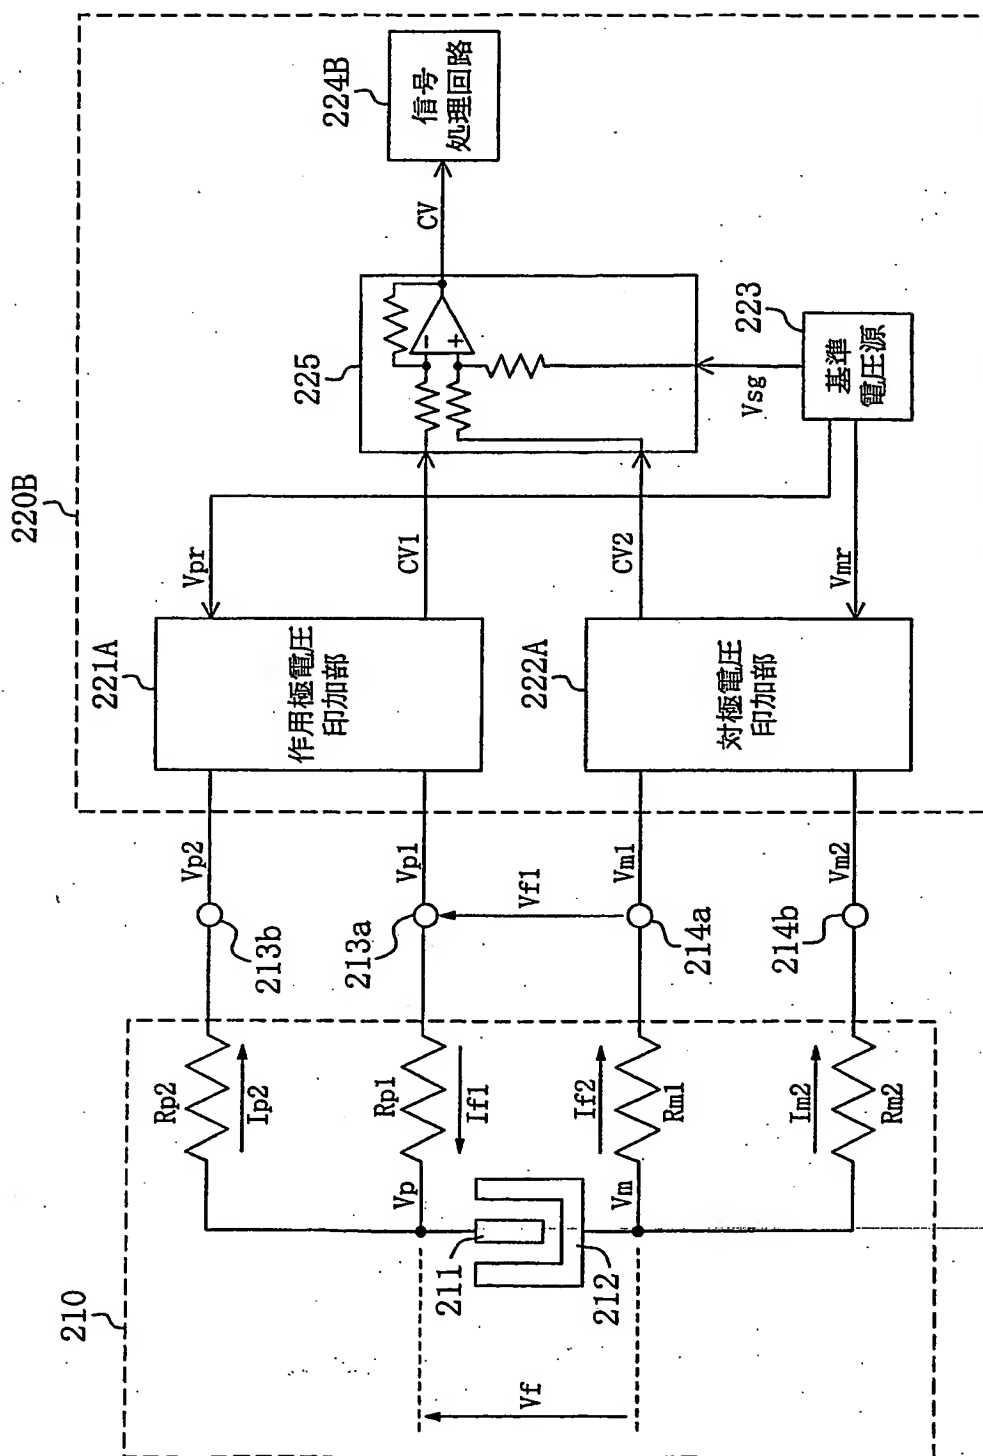 220B
224B
信号
処理回路
CV
225
-
+
223
基準
電圧源
Vsg
Vpr
CV1
CV2
Vmr
221A
作用極電圧
印加部
222A
対極電圧
印加部
Vp2
Vp1
Vm1
Vm2
Vf1
213b
213a
214a
214b
210
Rp2
Ip2
Rp1
If1
If2
Rm1
Im2
Rm2
Vp
Vm
211
212
Vf